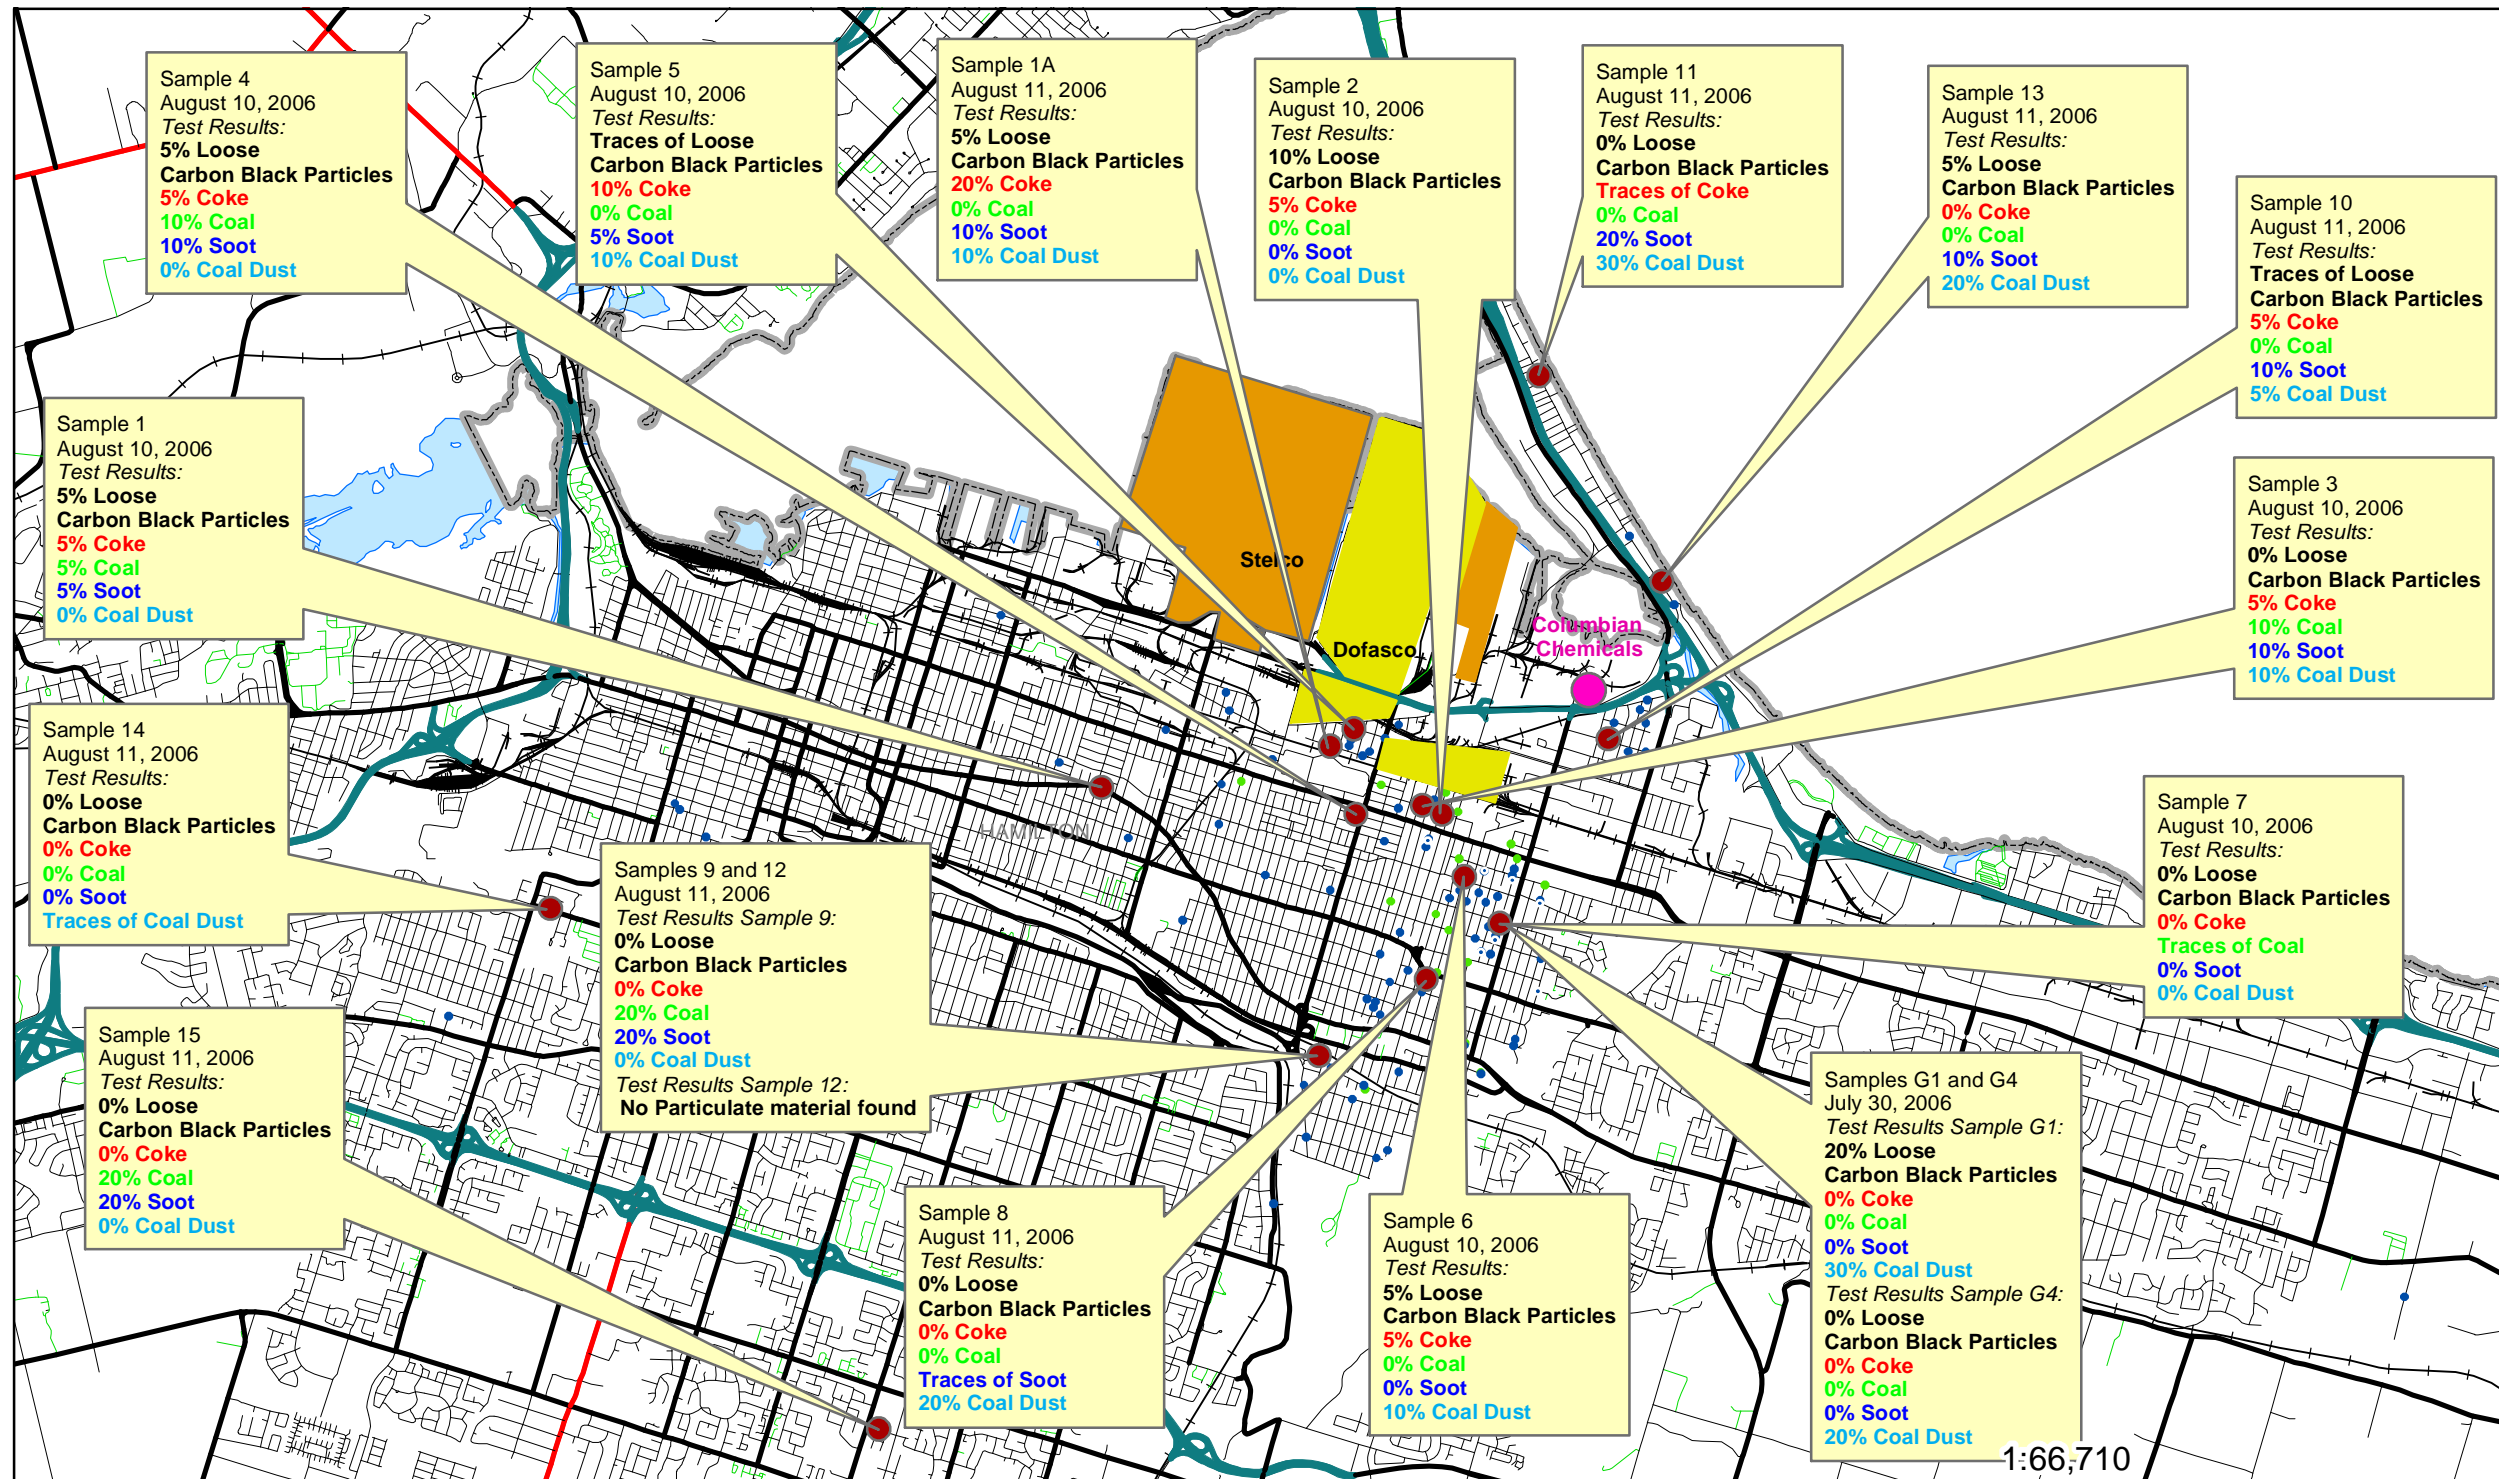 Sample 4
August 10, 2006
Test Results:
5% Loose
Carbon Black Particles
5% Coke
10% Coal
10% Soot
0% Coal Dust
Sample 5
August 10, 2006
Test Results:
Traces of Loose
Carbon Black Particles
10% Coke
0% Coal
5% Soot
10% Coal Dust
Sample 1A
August 11, 2006
Test Results:
5% Loose
Carbon Black Particles
20% Coke
0% Coal
10% Soot
10% Coal Dust
Sample 2
August 10, 2006
Test Results:
10% Loose
Carbon Black Particles
5% Coke
0% Coal
0% Soot
0% Coal Dust
Sample 11
August 11, 2006
Test Results:
0% Loose
Carbon Black Particles
Traces of Coke
0% Coal
20% Soot
30% Coal Dust
Sample 13
August 11, 2006
Test Results:
5% Loose
Carbon Black Particles
0% Coke
0% Coal
10% Soot
20% Coal Dust
Sample 10
August 11, 2006
Test Results:
Traces of Loose
Carbon Black Particles
5% Coke
0% Coal
10% Soot
5% Coal Dust
Sample 1
August 10, 2006
Test Results:
5% Loose
Carbon Black Particles
5% Coke
5% Coal
5% Soot
0% Coal Dust
Sample 3
August 10, 2006
Test Results:
0% Loose
Carbon Black Particles
5% Coke
10% Coal
10% Soot
10% Coal Dust
Stelco
Dofasco
Columbian
Chemicals
HAMILTON
Sample 14
August 11, 2006
Test Results:
0% Loose
Carbon Black Particles
0% Coke
0% Coal
0% Soot
Traces of Coal Dust
Samples 9 and 12
August 11, 2006
Test Results Sample 9:
0% Loose
Carbon Black Particles
0% Coke
20% Coal
20% Soot
0% Coal Dust
Test Results Sample 12:
No Particulate material found
Sample 7
August 10, 2006
Test Results:
0% Loose
Carbon Black Particles
0% Coke
Traces of Coal
0% Soot
0% Coal Dust
Sample 15
August 11, 2006
Test Results:
0% Loose
Carbon Black Particles
0% Coke
20% Coal
20% Soot
0% Coal Dust
Sample 8
August 11, 2006
Test Results:
0% Loose
Carbon Black Particles
0% Coke
0% Coal
Traces of Soot
20% Coal Dust
Sample 6
August 10, 2006
Test Results:
5% Loose
Carbon Black Particles
5% Coke
0% Coal
0% Soot
10% Coal Dust
Samples G1 and G4
July 30, 2006
Test Results Sample G1:
20% Loose
Carbon Black Particles
0% Coke
0% Coal
0% Soot
30% Coal Dust
Test Results Sample G4:
0% Loose
Carbon Black Particles
0% Coke
0% Coal
0% Soot
20% Coal Dust
1:66,710